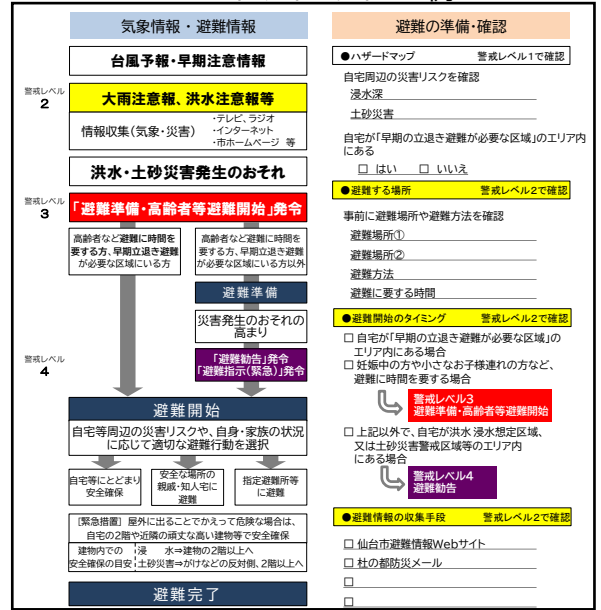 気象情報・避難情報
台風予報・早期注意情報
警戒レベル
2
大雨注意報、洪水注意報等
情報収集(気象・災害)
・テレビ、ラジオ
・インターネット
・市ホームページ 等
洪水・土砂災害発生のおそれ
警戒レベル
3
「避難準備・高齢者等避難開始」発令
高齢者など避難に時間を
要する方、早期立退き避難
が必要な区域にいる方
高齢者など避難に時間を
要する方、早期立退き避難
が必要な区域にいる方以外
避難準備
災害発生のおそれの
高まり
警戒レベル
4
「避難勧告」発令
「避難指示(緊急)」発令
避難開始
自宅等周辺の災害リスクや、自身・家族の状況
に応じて適切な避難行動を選択
自宅等にとどまり
安全確保
安全な場所の
親戚・知人宅に
避難
指定避難所等
に避難
[緊急措置] 屋外に出ることでかえって危険な場合は、
自宅の2階や近隣の頑丈な高い建物等で安全確保
建物内での
安全確保の目安
浸 水⇒建物の2階以上へ
土砂災害⇒がけなどの反対側、2階以上へ
避難完了
避難の準備・確認
●ハザードマップ 警戒レベル1で確認
自宅周辺の災害リスクを確認
浸水深
土砂災害
自宅が「早期の立退き避難が必要な区域」のエリア内
にある
□ はい □ いいえ
●避難する場所 警戒レベル2で確認
事前に避難場所や避難方法を確認
避難場所①
避難場所②
避難方法
避難に要する時間
●避難開始のタイミング 警戒レベル2で確認
□ 自宅が「早期の立退き避難が必要な区域」の
エリア内にある場合
□ 妊娠中の方や小さなお子様連れの方など、
避難に時間を要する場合
警戒レベル3
避難準備・高齢者等避難開始
□ 上記以外で、自宅が洪水 浸水想定区域、
又は土砂災害警戒区域等のエリア内
にある場合
警戒レベル4
避難勧告
●避難情報の収集手段 警戒レベル2で確認
□ 仙台市避難情報Webサイト
□ 杜の都防災メール
□
□